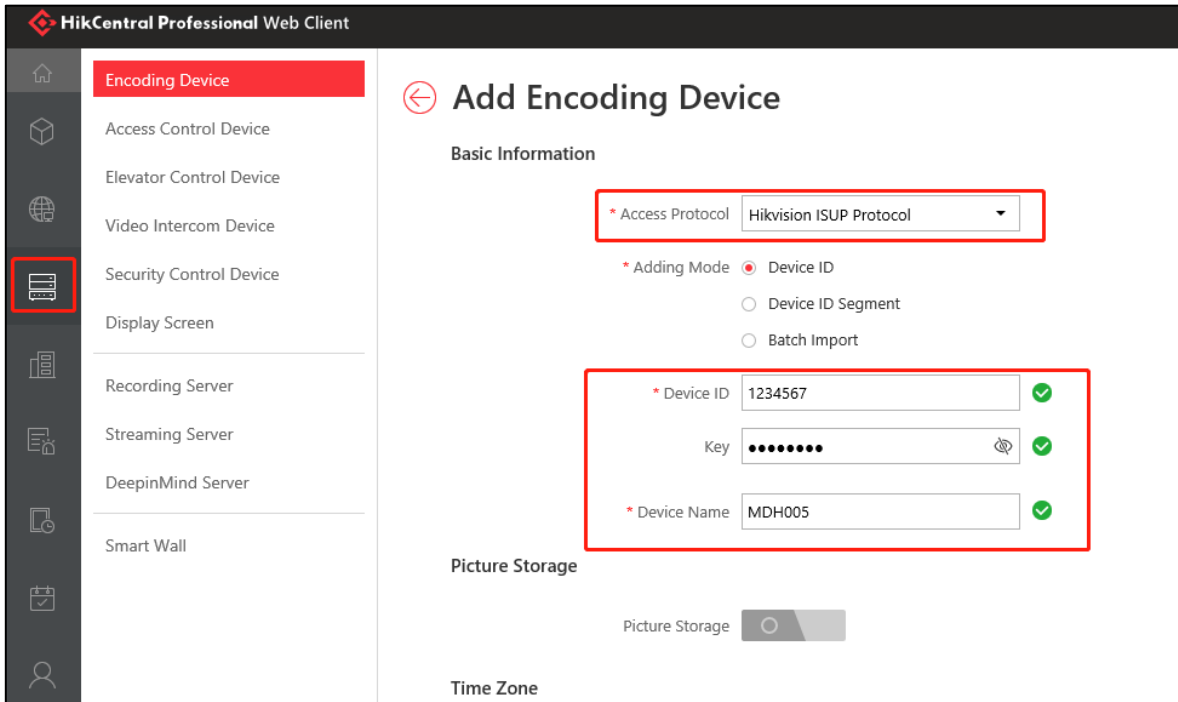 HikCentral Professional Web Client
Encoding Device
Access Control Device
Elevator Control Device
Video Intercom Device
Security Control Device
Display Screen
Recording Server
Streaming Server
DeepinMind Server
Smart Wall
Add Encoding Device
Basic Information
* Access Protocol Hikvision ISUP Protocol
* Adding Mode Device ID
Device ID Segment
Batch Import
* Device ID 1234567
Key ••••••••
* Device Name MDH005
Picture Storage
Picture Storage
Time Zone